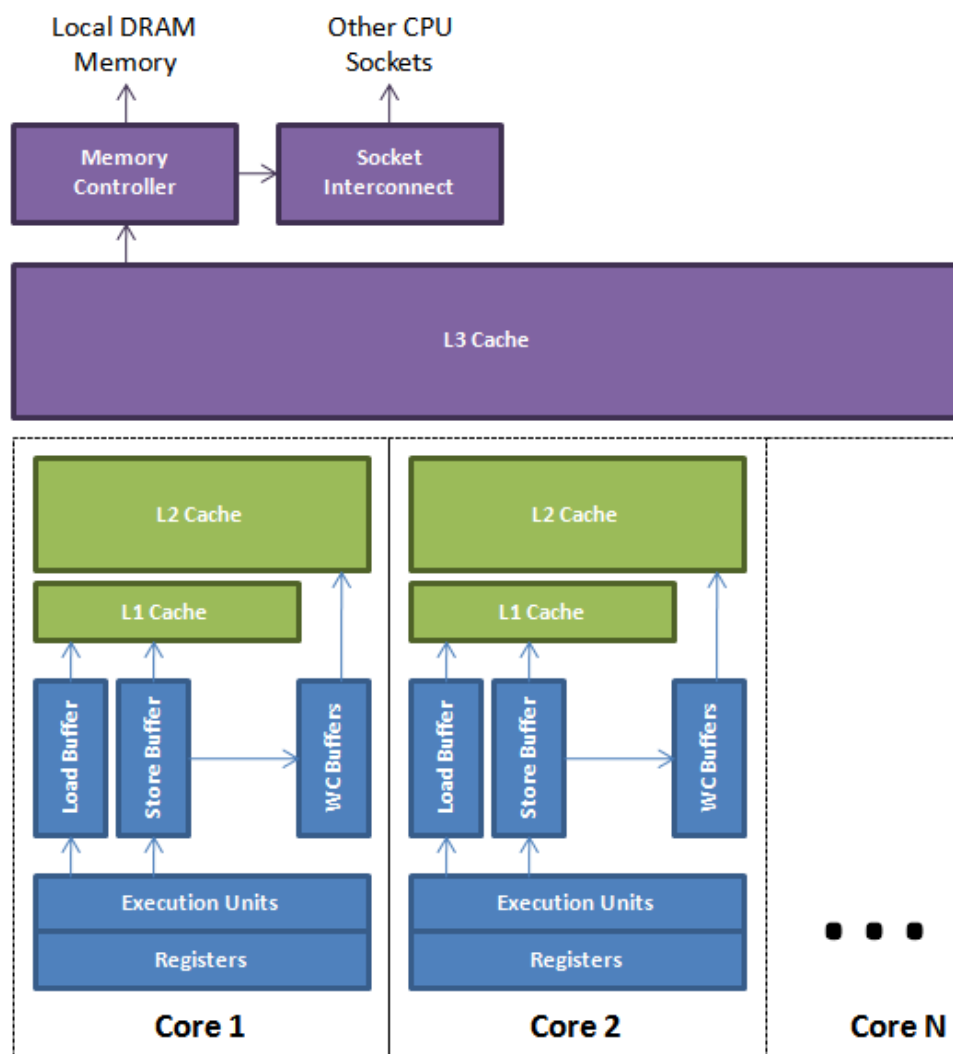 Local DRAM
Memory
Other CPU
Sockets
Memory
Controller
Socket
Interconnect
L3 Cache
L2 Cache
L1 Cache
Load Buffer
Store Buffer
WC Buffers
Execution Units
Registers
Core 1
L2 Cache
L1 Cache
Load Buffer
Store Buffer
WC Buffers
Execution Units
Registers
Core 2
...
Core N